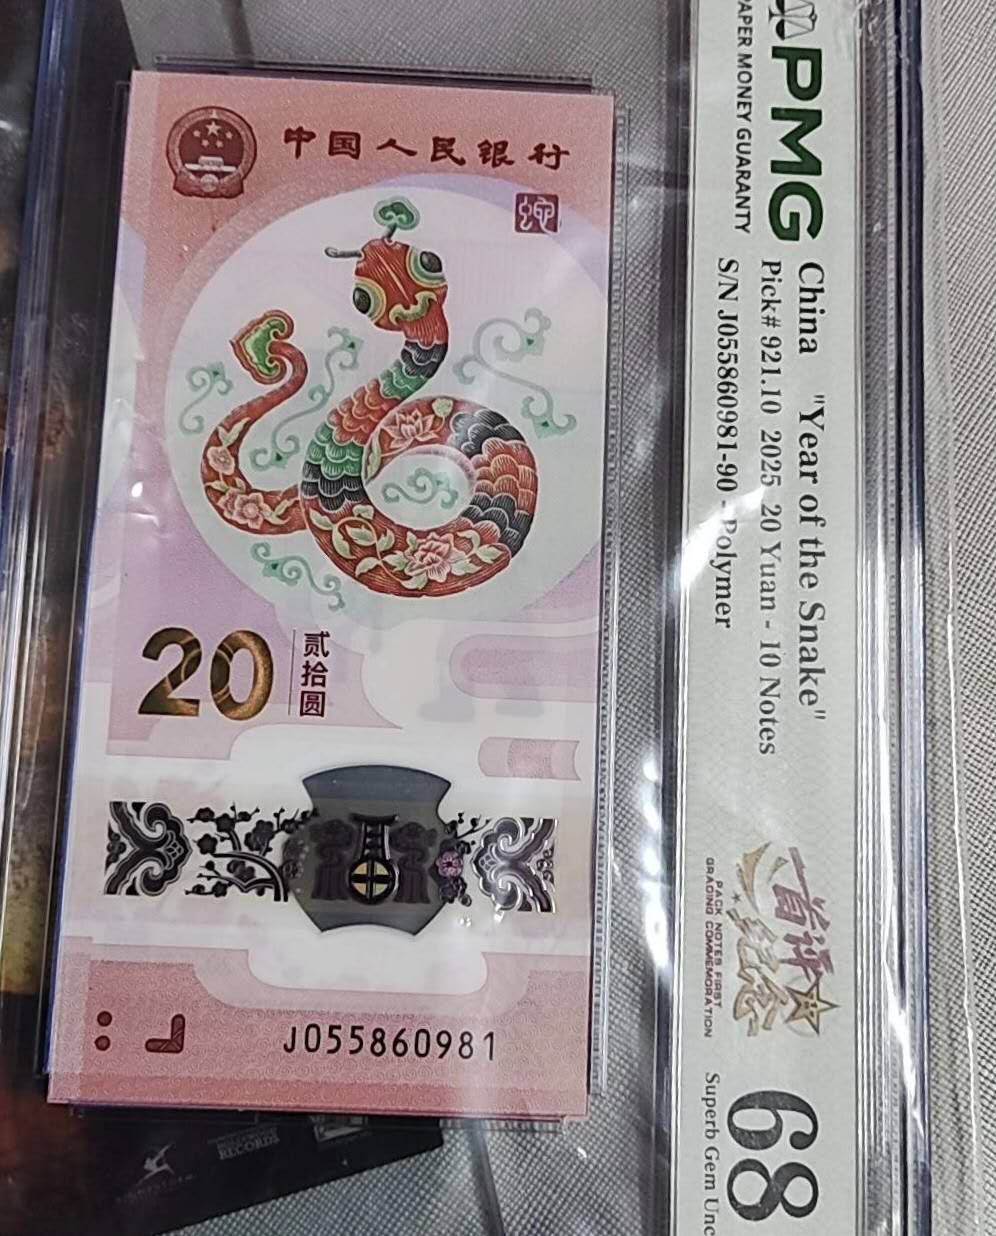 中国人民银行
蛇
20
贰拾圆
J055860981
PMG
PAPER MONEY GUARANTY
China "Year of the Snake"
Pick# 921.10 2025 20 Yuan - 10 Notes
S/N J055860981-90 - Polymer
首评纪念
PACK NOTES FIRST
GRADING COMMEMORATION
68
Superb Gem Unc
RECORDS